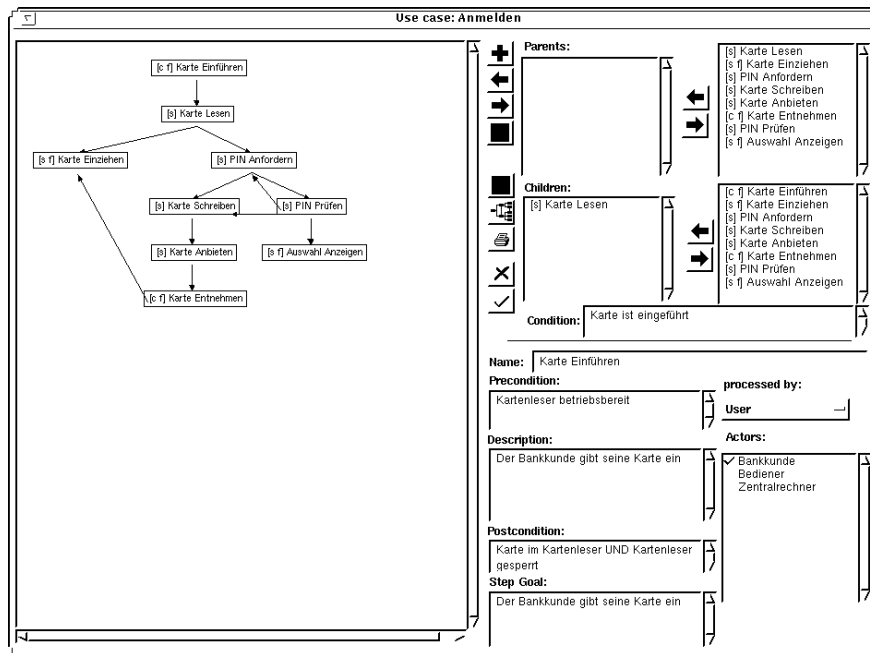 Use case: Anmelden
[c f] Karte Einführen
[s] Karte Lesen
[s f] Karte Einziehen
[s] PIN Anfordern
[s] Karte Schreiben
[s] PIN Prüfen
[s] Karte Anbieten
[s f] Auswahl Anzeigen
[c f] Karte Entnehmen
Parents:
[s] Karte Lesen
[s f] Karte Einziehen
[s] PIN Anfordern
[s] Karte Schreiben
[s] Karte Anbieten
[c f] Karte Entnehmen
[s] PIN Prüfen
[s f] Auswahl Anzeigen
Children:
[s] Karte Lesen
[c f] Karte Einführen
[s f] Karte Einziehen
[s] PIN Anfordern
[s] Karte Schreiben
[s] Karte Anbieten
[c f] Karte Entnehmen
[s] PIN Prüfen
[s f] Auswahl Anzeigen
Condition:
Karte ist eingeführt
Name:
Karte Einführen
Precondition:
Kartenleser betriebsbereit
processed by:
User
Description:
Der Bankkunde gibt seine Karte ein
Actors:
Bankkunde
Bediener
Zentralrechner
Postcondition:
Karte im Kartenleser UND Kartenleser
gesperrt
Step Goal:
Der Bankkunde gibt seine Karte ein